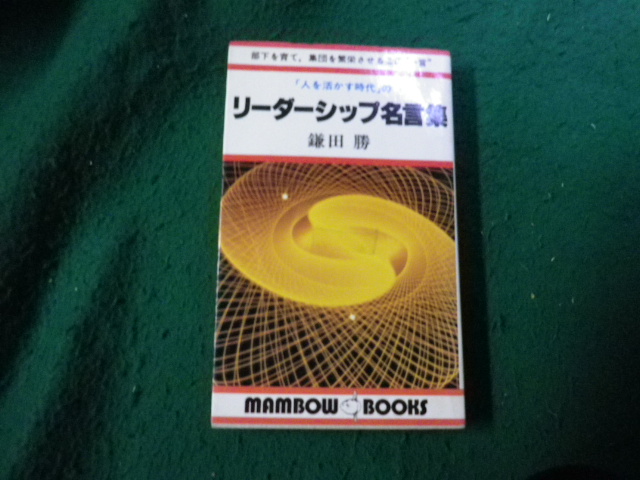 部下を育て，集団を繁栄させる
「人を活かす時代」の
リーダーシップ名言集
鎌田 勝
MAMBOW BOOKS